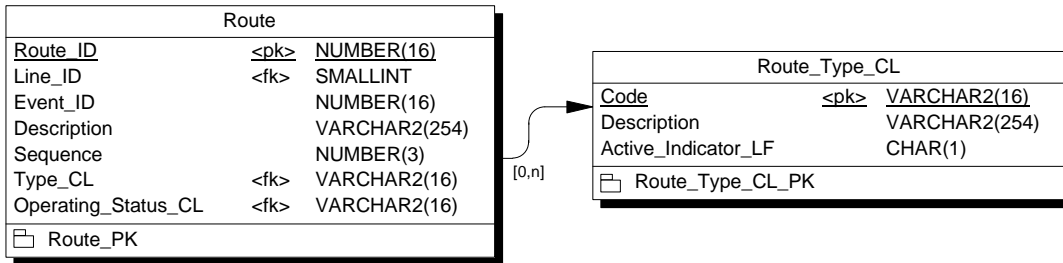 Route
Route_ID <pk> NUMBER(16)
Line_ID <fk> SMALLINT
Event_ID NUMBER(16)
Description VARCHAR2(254)
Sequence NUMBER(3)
Type_CL <fk> VARCHAR2(16)
Operating_Status_CL <fk> VARCHAR2(16)
Route_PK
[0,n]
Route_Type_CL
Code <pk> VARCHAR2(16)
Description VARCHAR2(254)
Active_Indicator_LF CHAR(1)
Route_Type_CL_PK